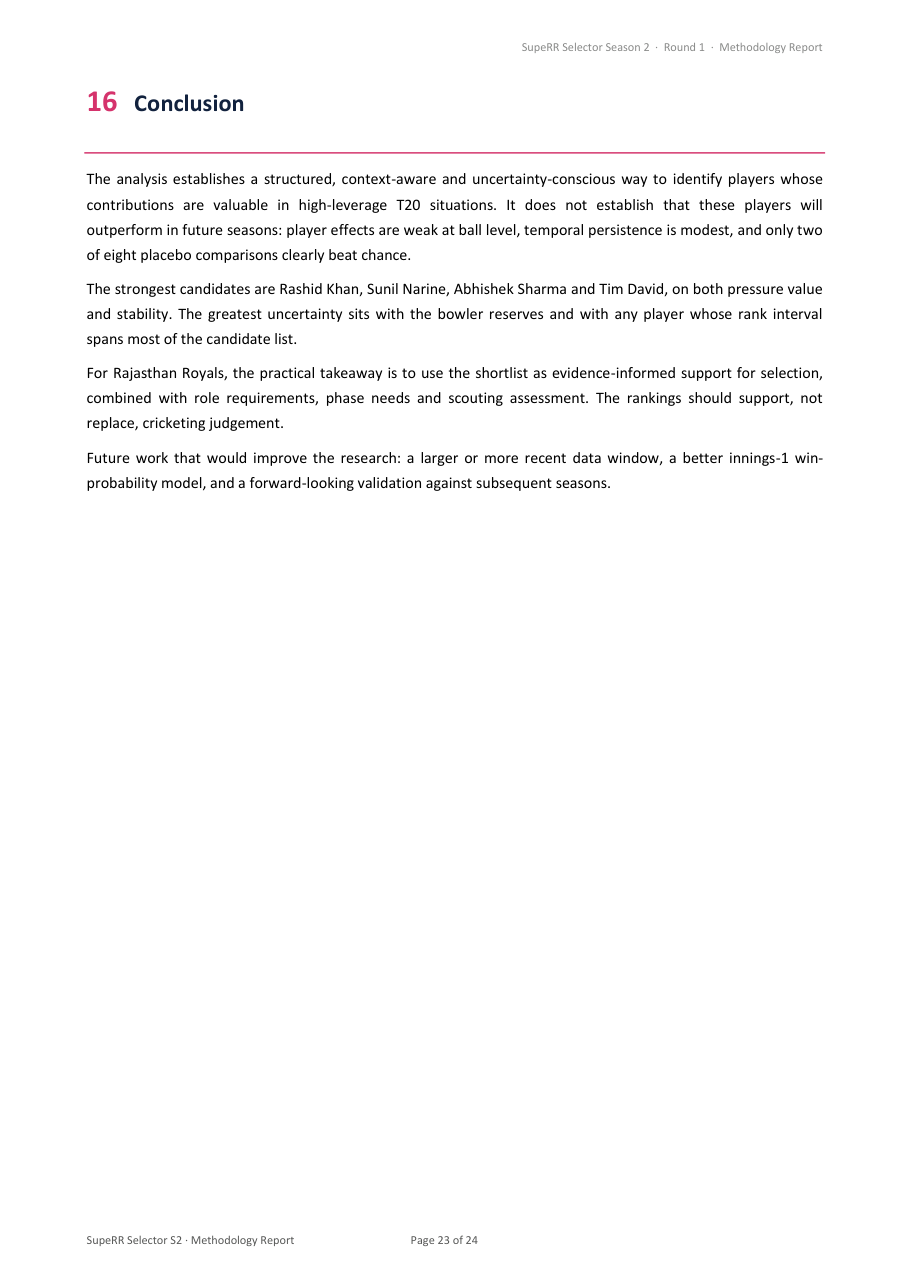 SupeRR Selector Season 2 · Round 1 · Methodology Report
16 Conclusion
The analysis establishes a structured, context-aware and uncertainty-conscious way to identify players whose
contributions are valuable in high-leverage T20 situations. It does not establish that these players will
outperform in future seasons: player effects are weak at ball level, temporal persistence is modest, and only two
of eight placebo comparisons clearly beat chance.
The strongest candidates are Rashid Khan, Sunil Narine, Abhishek Sharma and Tim David, on both pressure value
and stability. The greatest uncertainty sits with the bowler reserves and with any player whose rank interval
spans most of the candidate list.
For Rajasthan Royals, the practical takeaway is to use the shortlist as evidence-informed support for selection,
combined with role requirements, phase needs and scouting assessment. The rankings should support, not
replace, cricketing judgement.
Future work that would improve the research: a larger or more recent data window, a better innings-1 win-
probability model, and a forward-looking validation against subsequent seasons.
SupeRR Selector S2 · Methodology Report Page 23 of 24